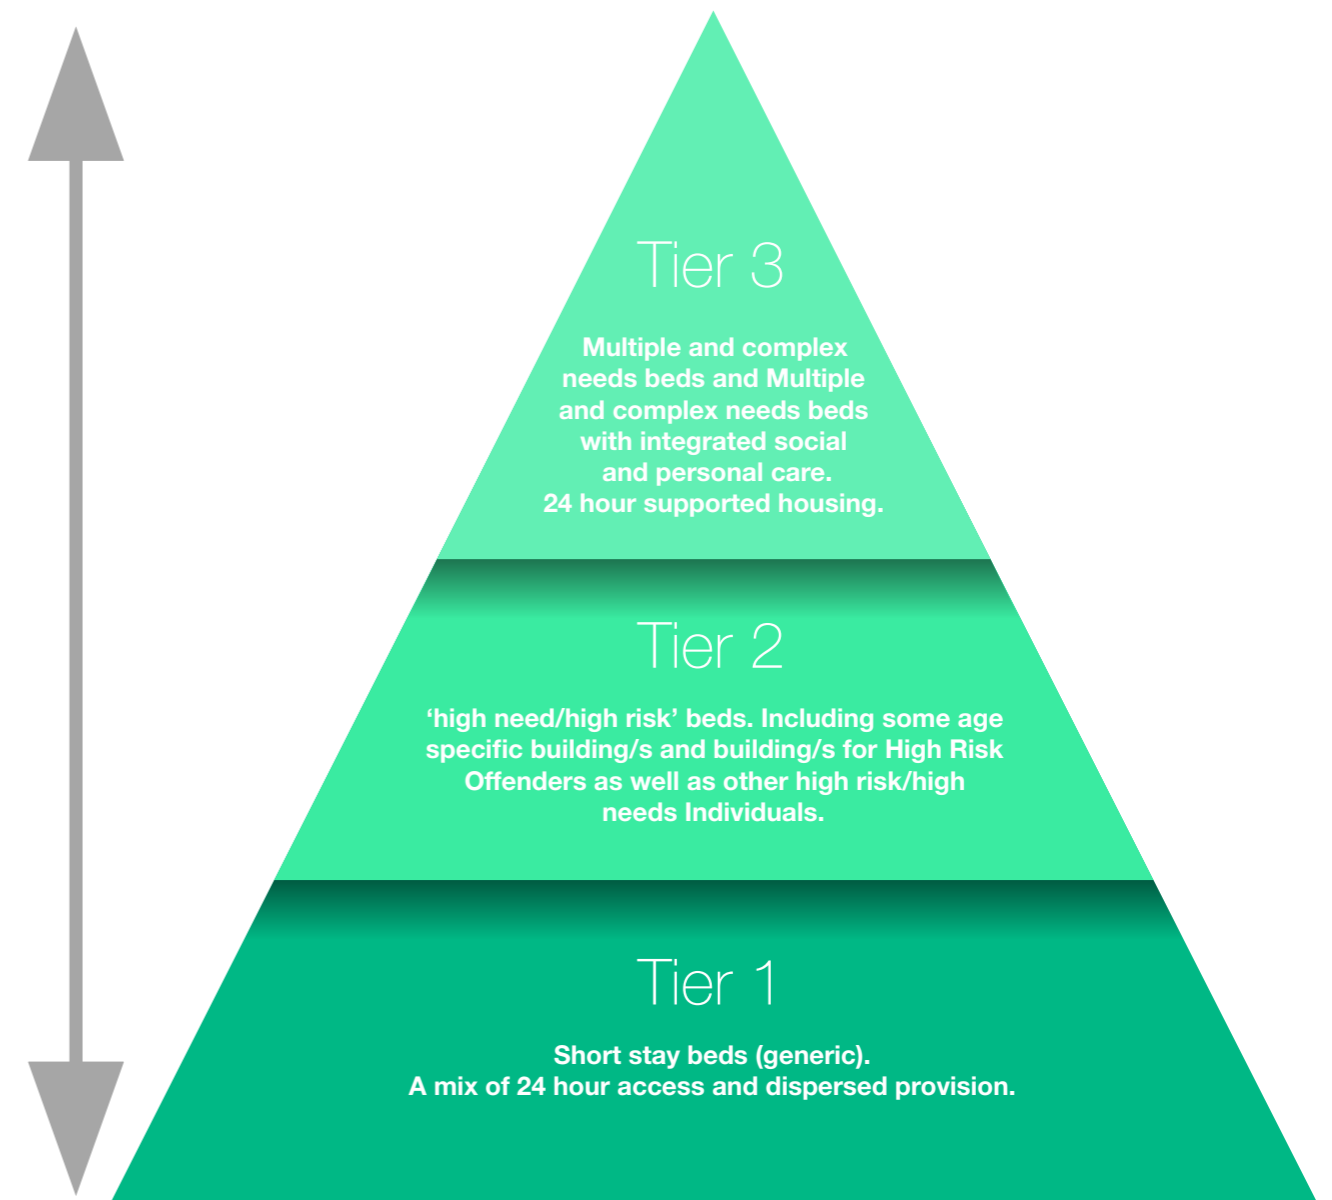 Tier 3
Multiple and complex
needs beds and Multiple
and complex needs beds
with integrated social
and personal care.
24 hour supported housing.
Tier 2
‘high need/high risk’ beds. Including some age
specific building/s and building/s for High Risk
Offenders as well as other high risk/high
needs Individuals.
Tier 1
Short stay beds (generic).
A mix of 24 hour access and dispersed provision.